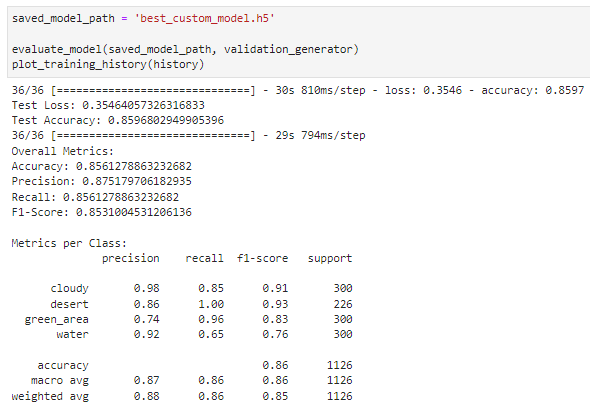 saved_model_path = 'best_custom_model.h5'
evaluate_model(saved_model_path, validation_generator)
plot_training_history(history)
36/36 [==============================] - 30s 810ms/step - loss: 0.3546 - accuracy: 0.8597
Test Loss: 0.35464057326316833
Test Accuracy: 0.8596802949905396
36/36 [==============================] - 29s 794ms/step
Overall Metrics:
Accuracy: 0.8561278863232682
Precision: 0.875179706182935
Recall: 0.8561278863232682
F1-Score: 0.8531004531206136
Metrics per Class:
precision recall f1-score support
cloudy 0.98 0.85 0.91 300
desert 0.86 1.00 0.93 226
green_area 0.74 0.96 0.83 300
water 0.92 0.65 0.76 300
accuracy 0.86 1126
macro avg 0.87 0.86 0.86 1126
weighted avg 0.88 0.86 0.85 1126